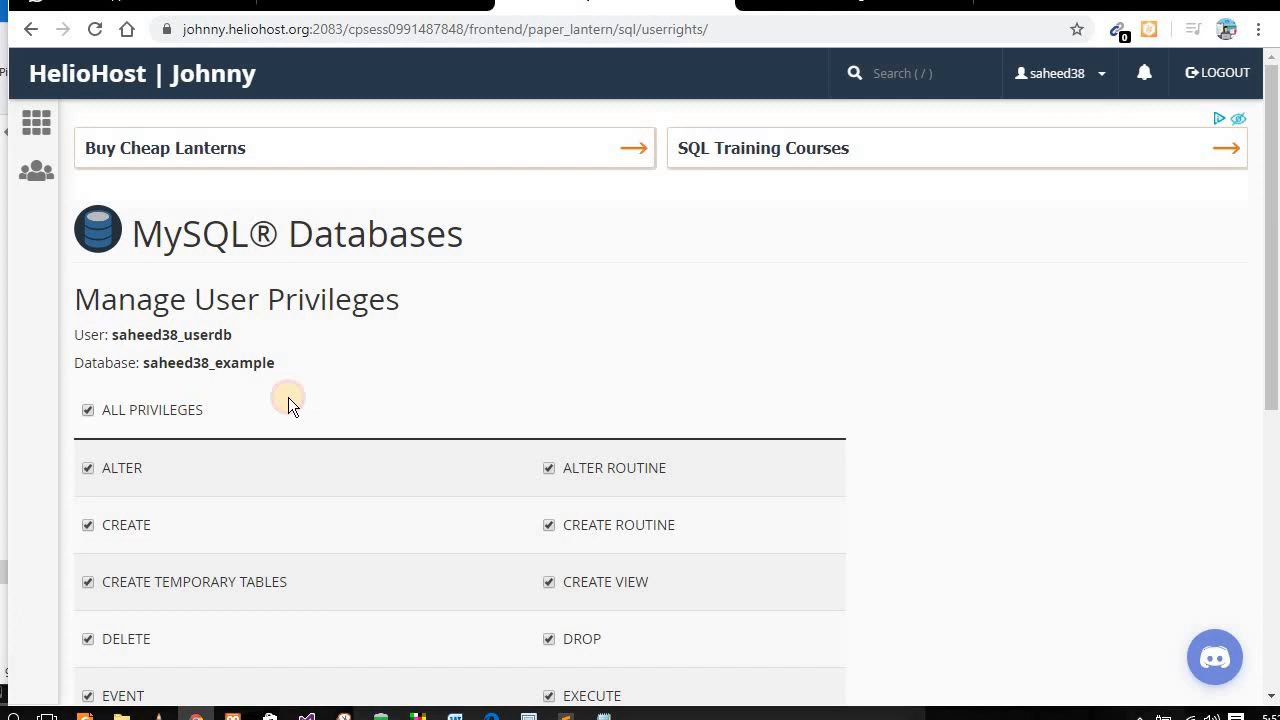 johnny.heliohost.org:2083/cpsess0991487848/frontend/paper_lantern/sql/userrights/
0
HelioHost | Johnny
Search ( / )
saheed38
LOGOUT
Buy Cheap Lanterns
SQL Training Courses
MySQL® Databases
Manage User Privileges
User: saheed38_userdb
Database: saheed38_example
ALL PRIVILEGES
ALTER
ALTER ROUTINE
CREATE
CREATE ROUTINE
CREATE TEMPORARY TABLES
CREATE VIEW
DELETE
DROP
EVENT
EXECUTE